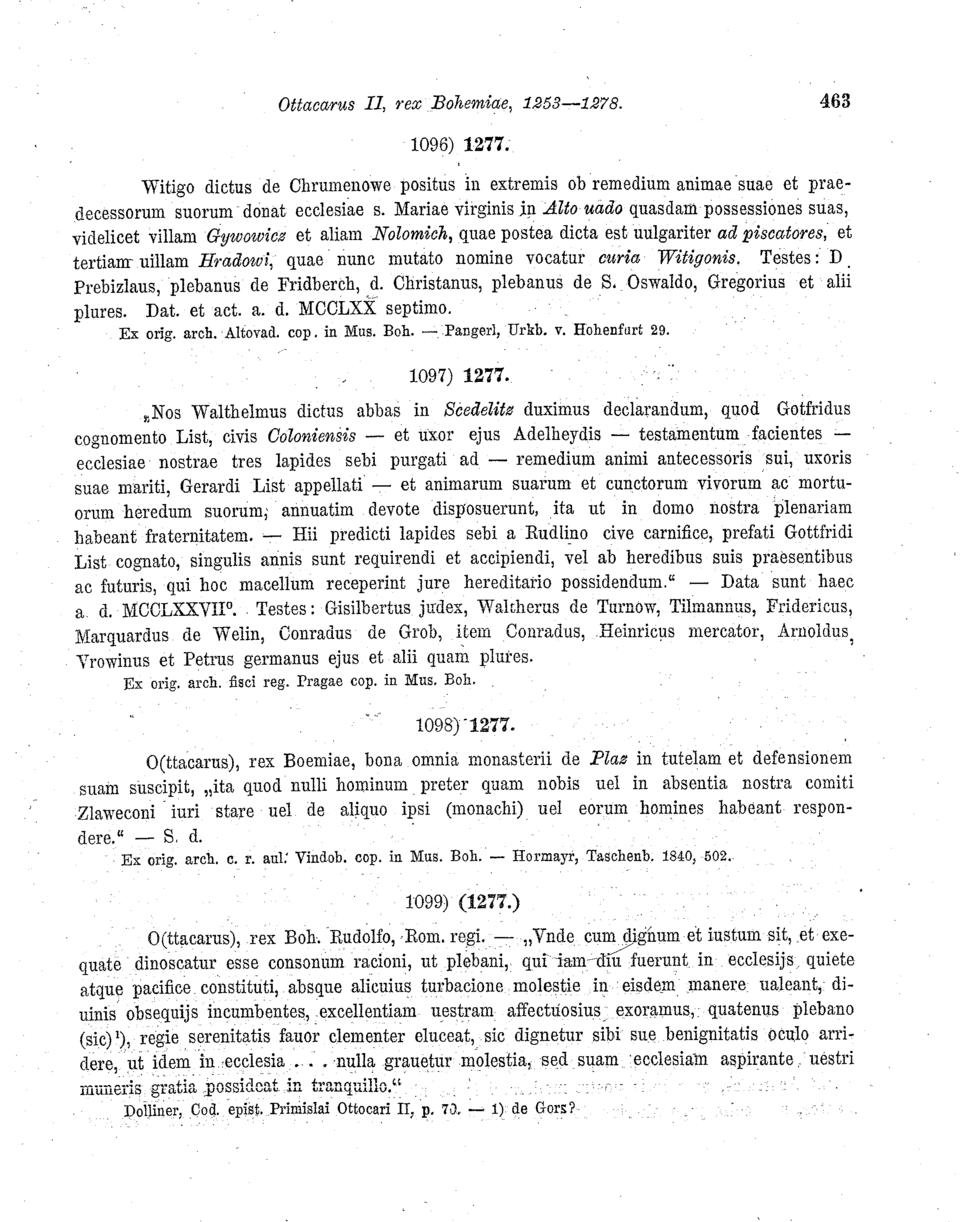 Ottacarus II, rex Bohemiae, 1253—1278. 463
1096) 1277.
Witigo dictus de Chrumenowe positus in extremis ob remedium animae suae et prae-
decessorum suorum donat ecclesiae s. Mariae virginis in Alto uado quasdam possessiones suas,
videlicet villam Gywowicz et aliam Nolomich, quae postea dicta est uulgariter ad piscatores, et
tertiam uillam Hradowi, quae nunc mutato nomine vocatur curia Witigonis. Testes: D.
Prebizlaus, plebanus de Fridberch, d. Christanus, plebanus de S. Oswaldo, Gregorius et alii
plures. Dat. et act. a. d. MCCLXX septimo.
Ex orig. arch. Altovad. cop. in Mus. Boh. — Pangerl, Urkb. v. Hohenfurt 29.
1097) 1277.
„Nos Walthelmus dictus abbas in Scedelitz duximus declarandum, quod Gotfridus
cognomento List, civis Coloniensis — et uxor ejus Adelheydis — testamentum facientes —
ecclesiae nostrae tres lapides sebi purgati ad — remedium animi antecessoris sui, uxoris
suae mariti, Gerardi List appellati — et animarum suarum et cunctorum vivorum ac mortu-
orum heredum suorum, annuatim devote disposuerunt, ita ut in domo nostra plenariam
habeant fraternitatem. — Hii predicti lapides sebi a Rudlino cive carnifice, prefati Gottfridi
List cognato, singulis annis sunt requirendi et accipiendi, vel ab heredibus suis praesentibus
ac futuris, qui hoc macellum receperint jure hereditario possidendum.“ — Data sunt haec
a. d. MCCLXXVIIº. Testes: Gisilbertus judex, Waltherus de Turnow, Tilmannus, Fridericus,
Marquardus de Welin, Conradus de Grob, item Conradus, Heinricus mercator, Arnoldus,
Vrowinus et Petrus germanus ejus et alii quam plures.
Ex orig. arch. fisci reg. Pragae cop. in Mus. Boh.
1098) 1277.
O(ttacarus), rex Boemiae, bona omnia monasterii de Plaz in tutelam et defensionem
suam suscipit, „ita quod nulli hominum preter quam nobis uel in absentia nostra comiti
Zlaweconi iuri stare uel de aliquo ipsi (monachi) uel eorum homines habeant respon-
dere.“ — S. d.
Ex orig. arch. c. r. aul. Vindob. cop. in Mus. Boh. — Hormayr, Taschenb. 1840, 502.
1099) (1277.)
O(ttacarus), rex Boh. Rudolfo, Rom. regi. — „Vnde cum dignum et iustum sit, et exe-
quate dinoscatur esse consonum racioni, ut plebani, qui iam diu fuerunt in ecclesijs quiete
atque pacifice constituti, absque alicuius turbacione molestie in eisdem manere ualeant, di-
uinis obsequijs incumbentes, excellentiam uestram affectuosius exoramus, quatenus plebano
(sic)¹), regie serenitatis fauor clementer eluceat, sic dignetur sibi sue benignitatis oculo arri-
dere, ut idem in ecclesia . . . nulla grauetur molestia, sed suam ecclesiam aspirante uestri
muneris gratia possideat in tranquillo.“
Dolliner, Cod. epist. Primislai Ottocari II, p. 70. — 1) de Gors?